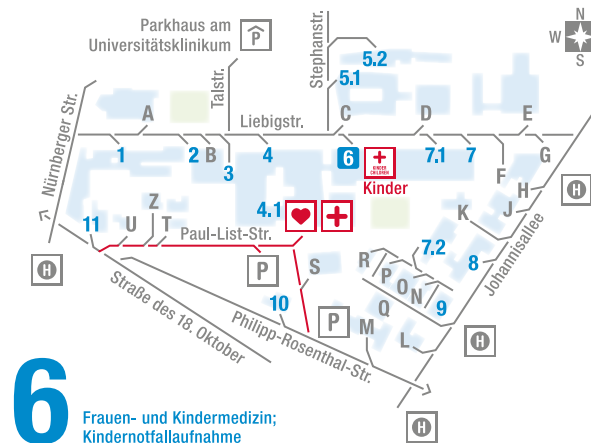 Parkhaus am
Universitätsklinikum
P
N
W
S
Stephanstr.
5.2
5.1
Talstr.
A
Liebigstr.
C
D
E
Nürnberger Str.
1
2
B
3
4
6
KINDER
CHILDREN
Kinder
7.1
7
F
G
H
J
H
4.1
K
Johannisallee
11
U
Z
T
Paul-List-Str.
P
S
R
P
O
N
7.2
8
9
H
Straße des 18. Oktober
10
P
Philipp-Rosenthal-Str.
Q
M
L
H
H
6
Frauen- und Kindermedizin;
Kindernotfallaufnahme